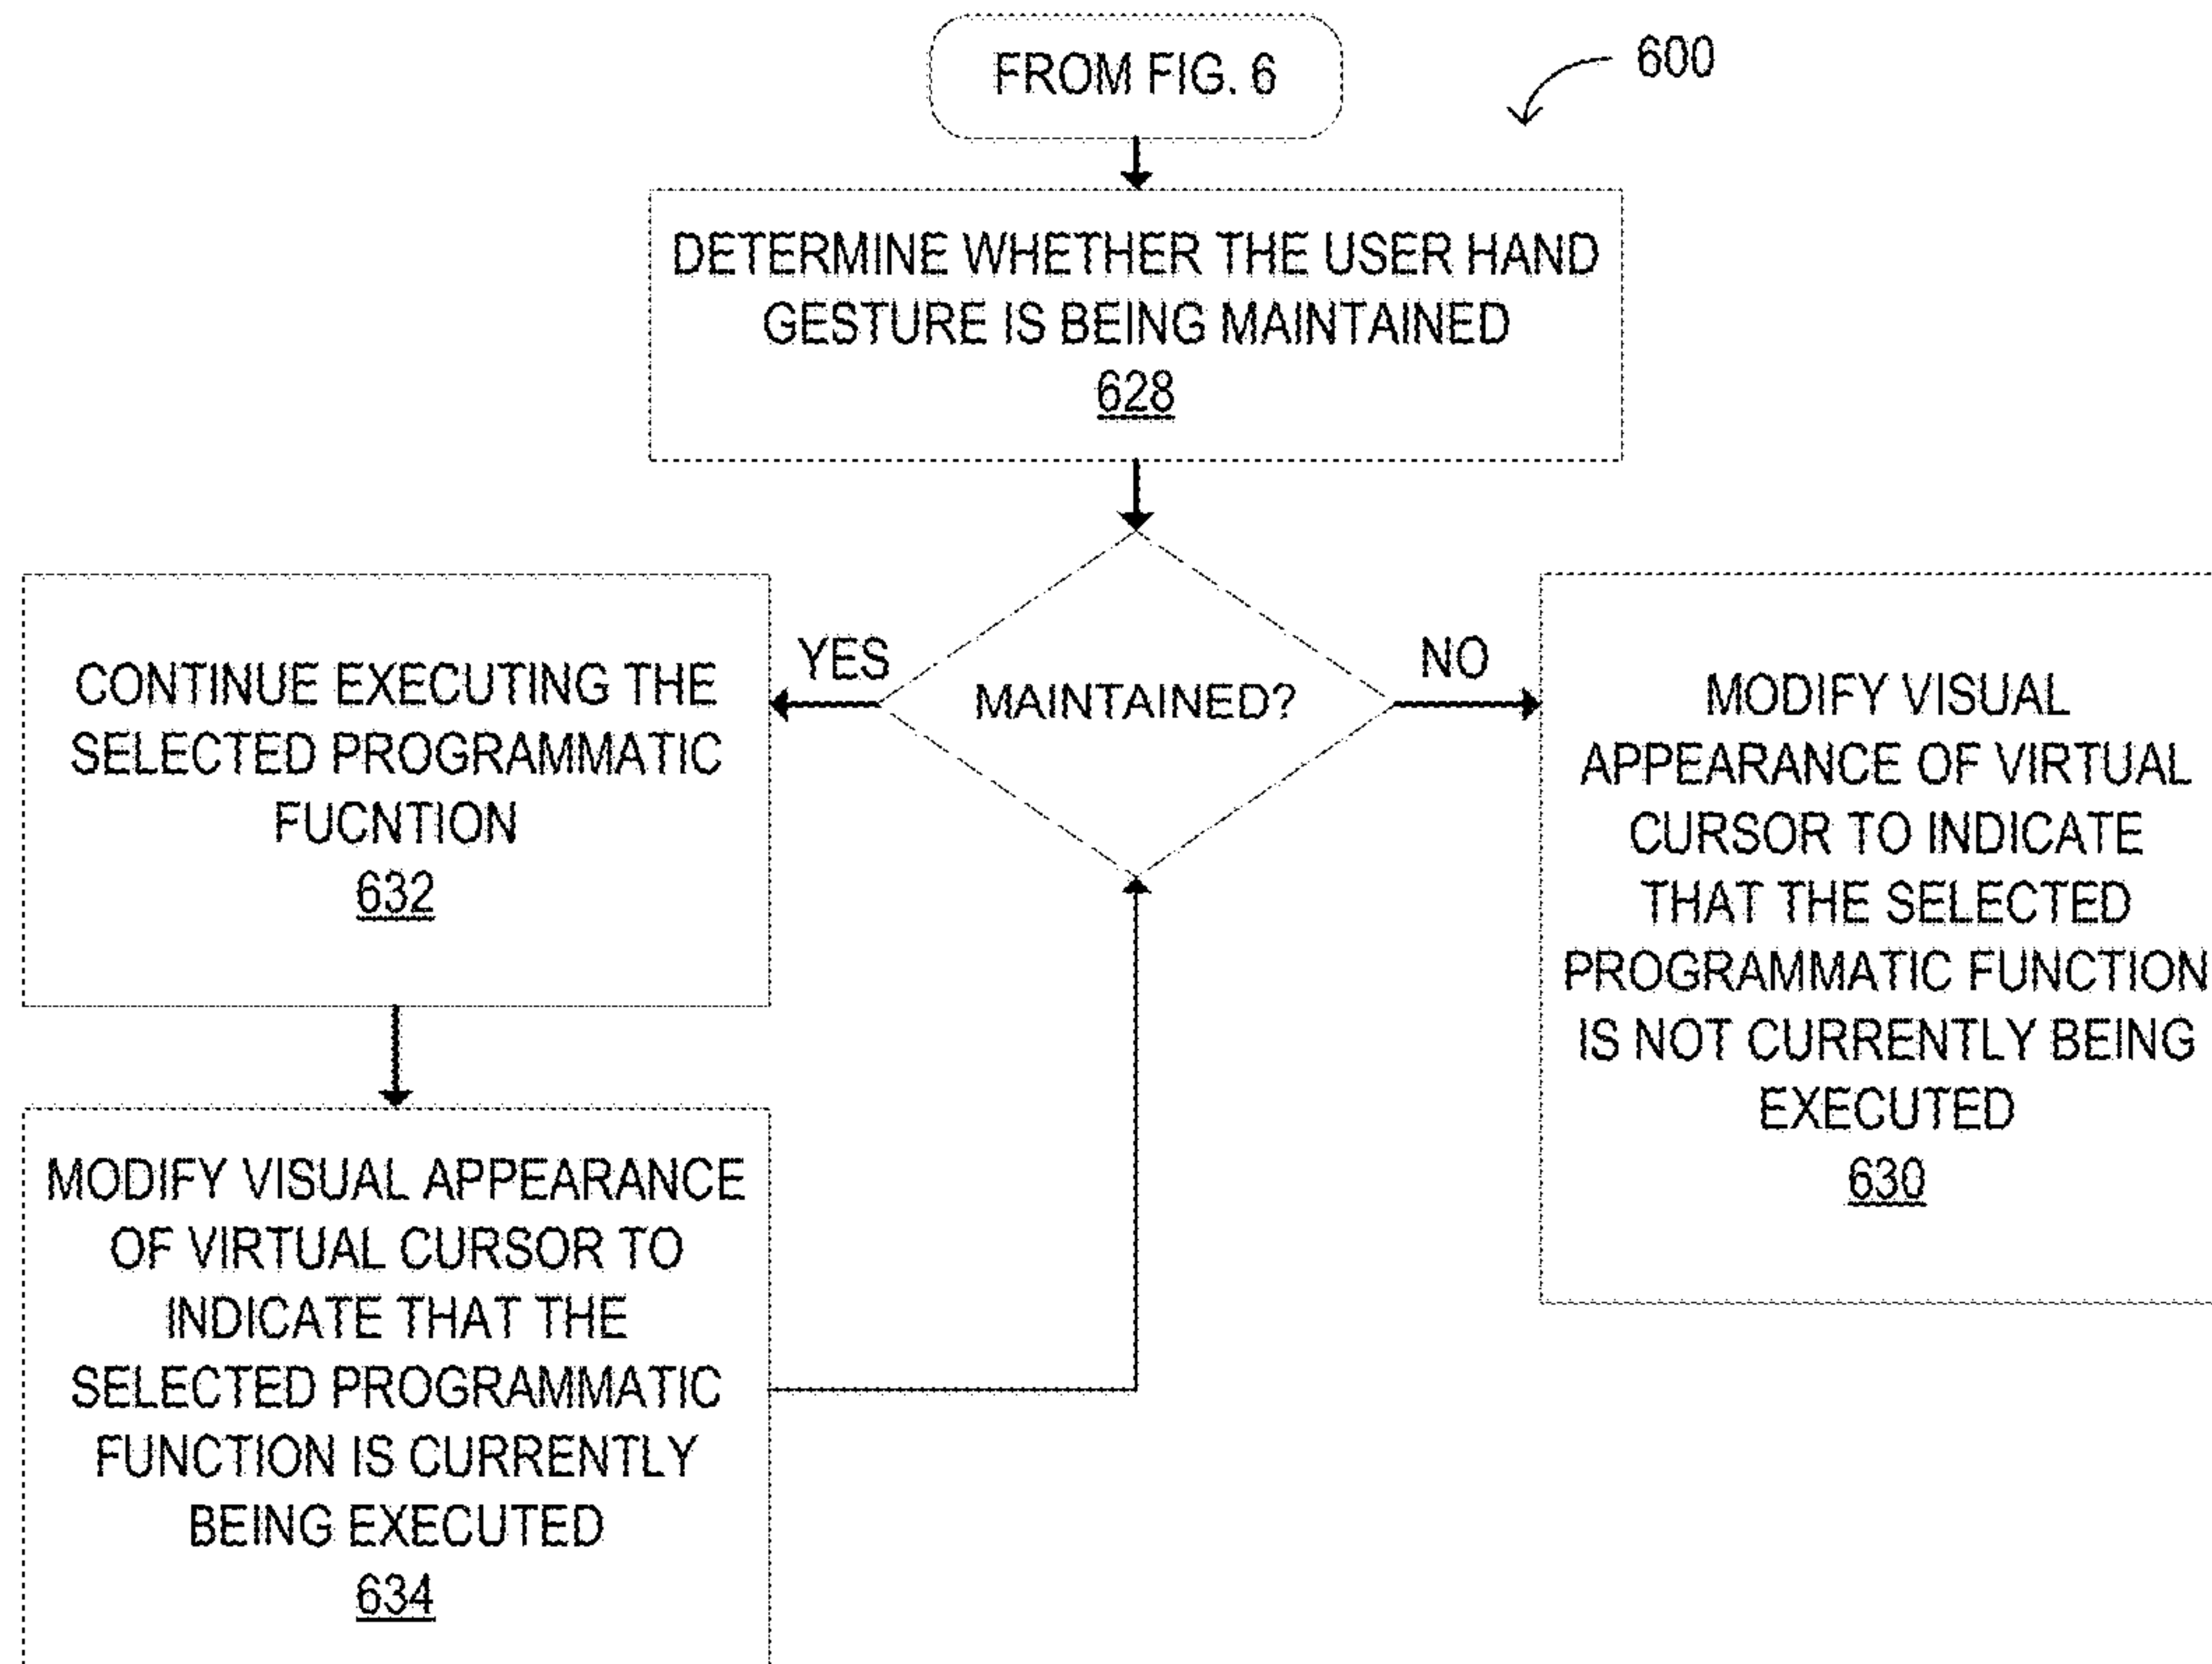 FROM FIG. 6
600
DETERMINE WHETHER THE USER HAND
GESTURE IS BEING MAINTAINED
628
MAINTAINED?
YES
NO
CONTINUE EXECUTING THE
SELECTED PROGRAMMATIC
FUCNTION
632
MODIFY VISUAL APPEARANCE
OF VIRTUAL CURSOR TO
INDICATE THAT THE
SELECTED PROGRAMMATIC
FUNCTION IS CURRENTLY
BEING EXECUTED
634
MODIFY VISUAL
APPEARANCE OF VIRTUAL
CURSOR TO INDICATE
THAT THE SELECTED
PROGRAMMATIC FUNCTION
IS NOT CURRENTLY BEING
EXECUTED
630